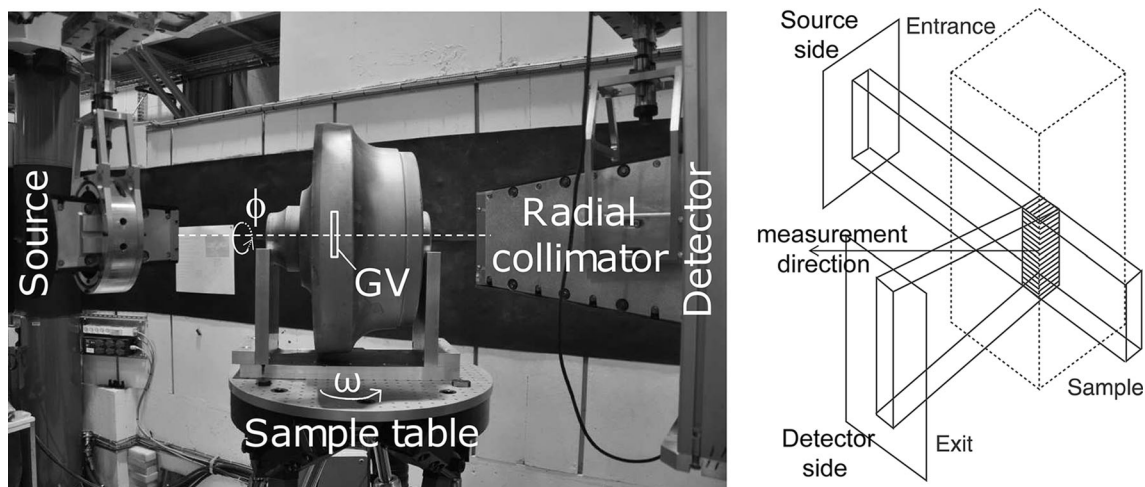 Source
ϕ
GV
Radial
collimator
Detector
ω
Sample table
Source
side
Entrance
measurement
direction
Sample
Detector
side
Exit